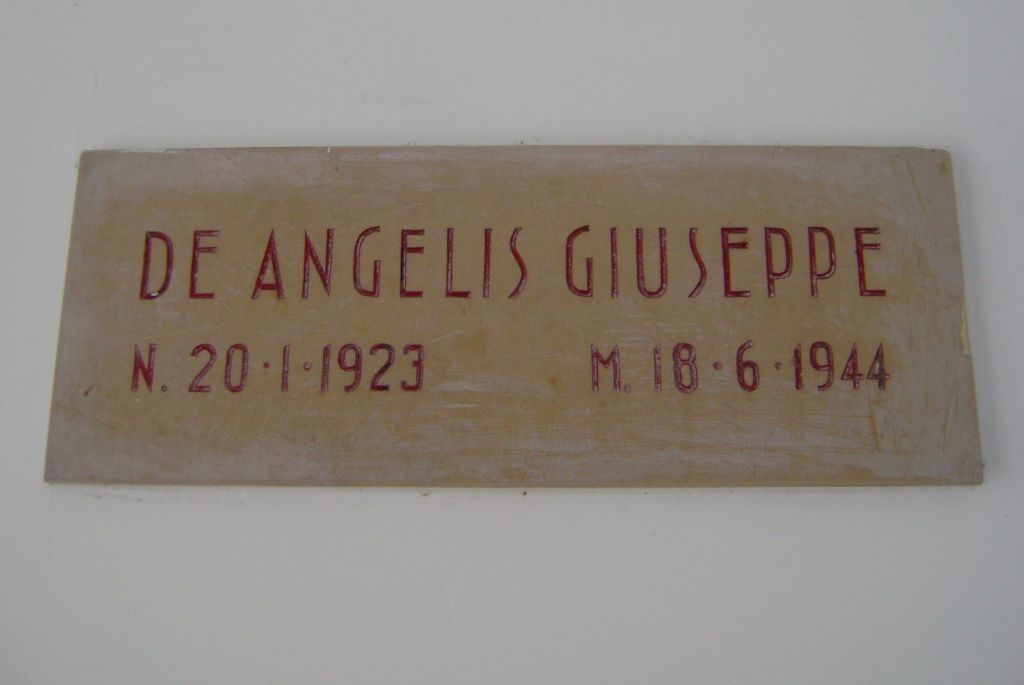 DE ANGELIS GIUSEPPE
N. 20·1·1923 M. 18·6·1944